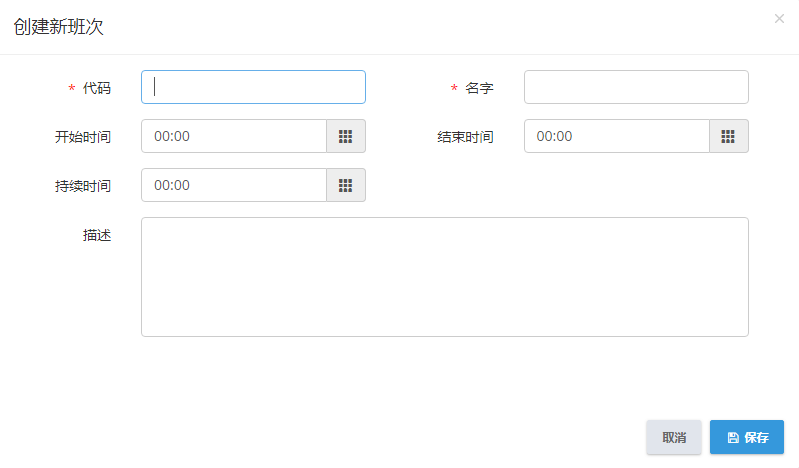 创建新班次
×
* 代码
* 名字
开始时间 00:00
结束时间 00:00
持续时间 00:00
描述
取消
保存